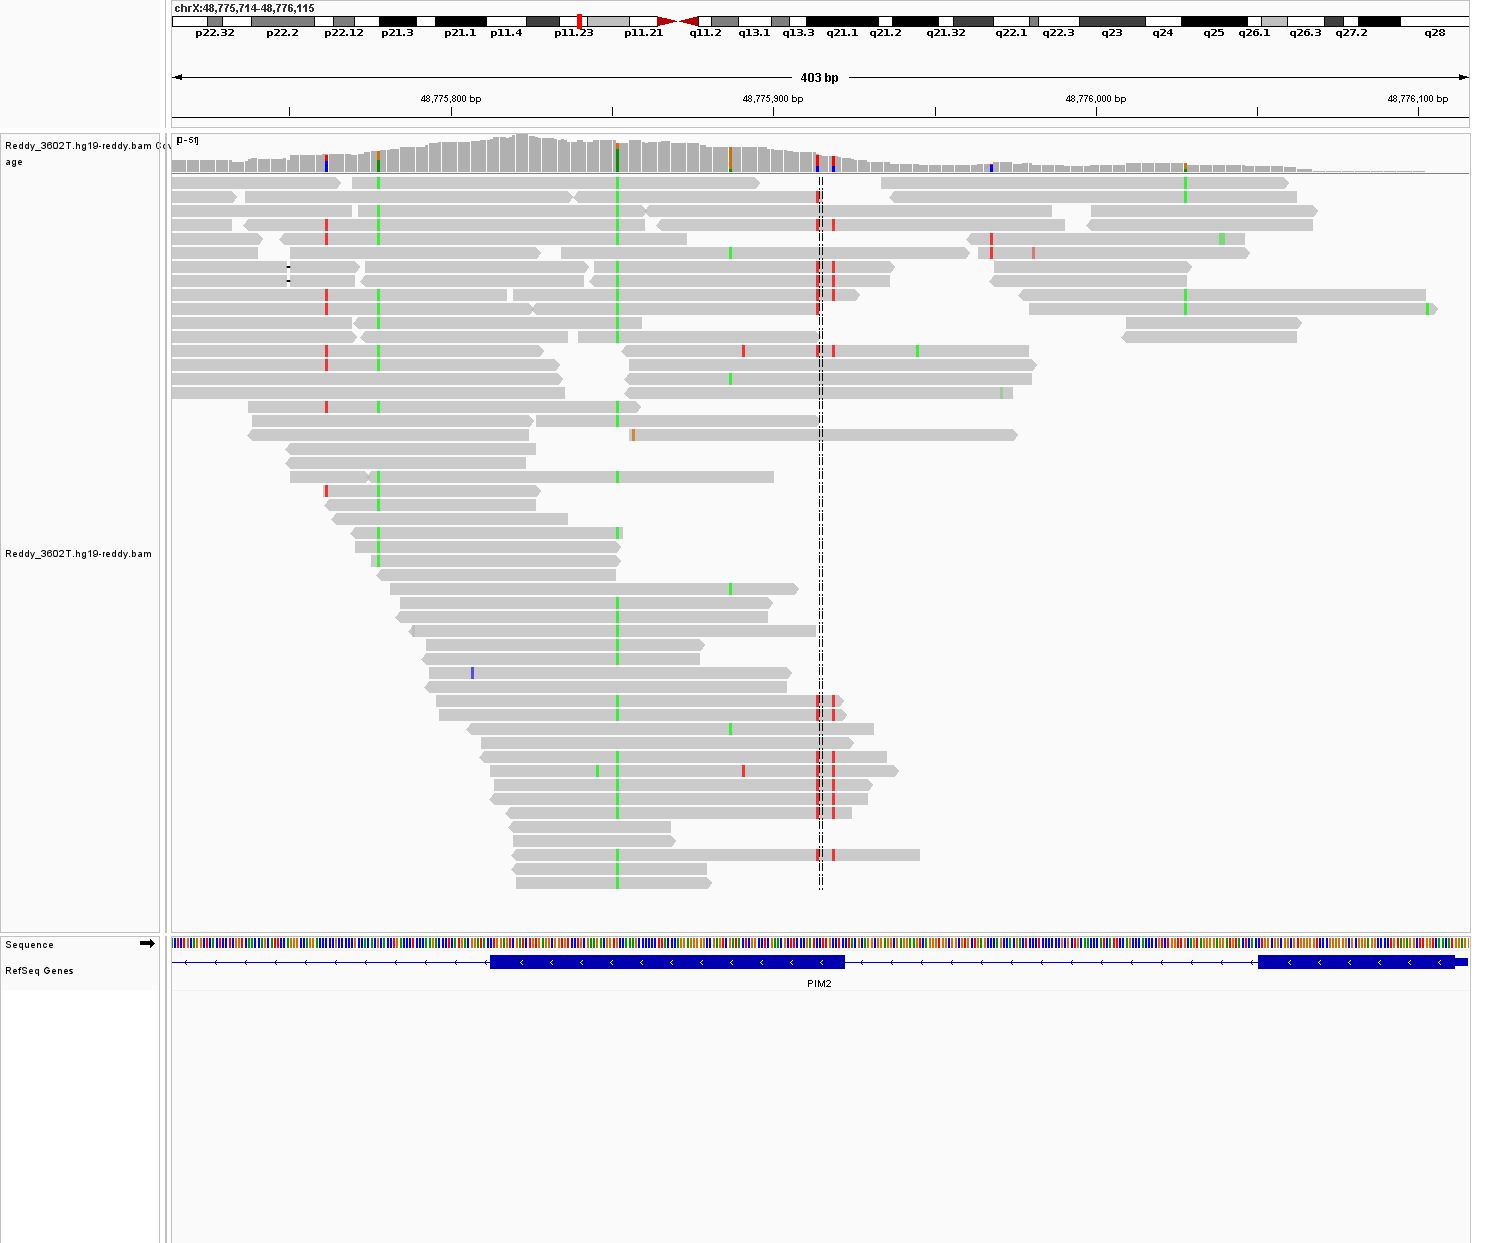 chrX:48,775,714-48,776,115
p22.32 p22.2 p22.12 p21.3 p21.1 p11.4 p11.23 p11.21 q11.2 q13.1 q13.3 q21.1 q21.2 q21.32 q22.1 q22.3 q23 q24 q25 q26.1 q26.3 q27.2 q28
403 bp
48,775,800 bp 48,775,900 bp 48,776,000 bp 48,776,100 bp
[0-51]
Reddy_3602T.hg19-reddy.bam Cov
age
Reddy_3602T.hg19-reddy.bam
Sequence
RefSeq Genes
PIM2